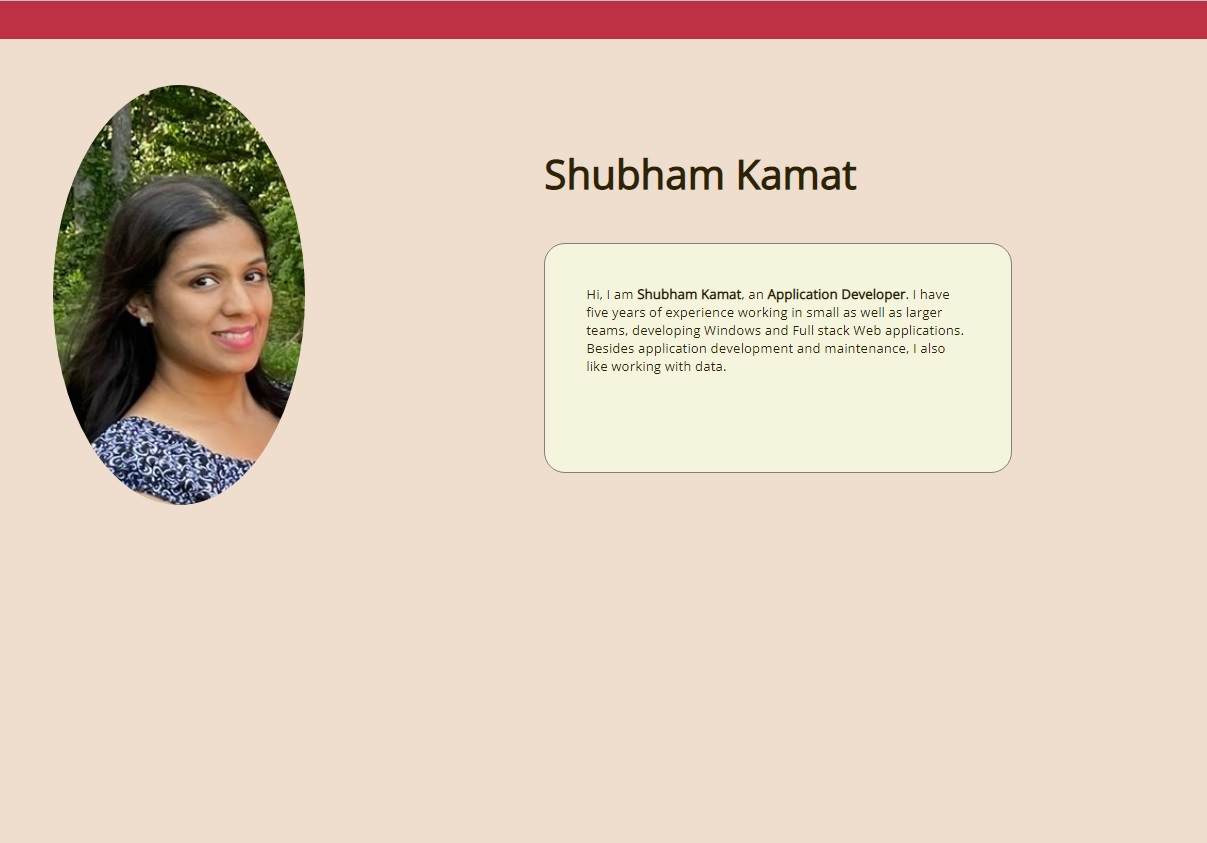 Shubham Kamat
Hi, I am Shubham Kamat, an Application Developer. I have
five years of experience working in small as well as larger
teams, developing Windows and Full stack Web applications.
Besides application development and maintenance, I also
like working with data.